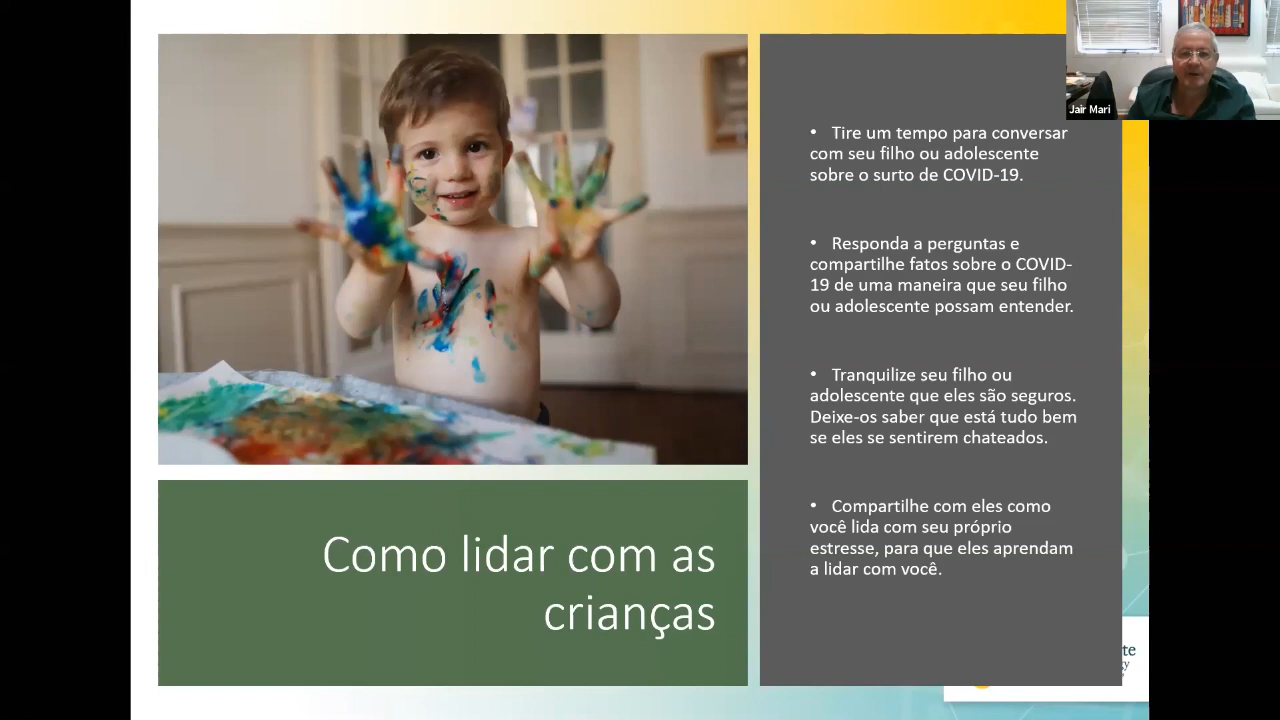 Jair Mari
• Tire um tempo para conversar
com seu filho ou adolescente
sobre o surto de COVID-19.
• Responda a perguntas e
compartilhe fatos sobre o COVID-
19 de uma maneira que seu filho
ou adolescente possam entender.
• Tranquilize seu filho ou
adolescente que eles são seguros.
Deixe-os saber que está tudo bem
se eles se sentirem chateados.
• Compartilhe com eles como
você lida com seu próprio
estresse, para que eles aprendam
a lidar com você.
Como lidar com as
crianças